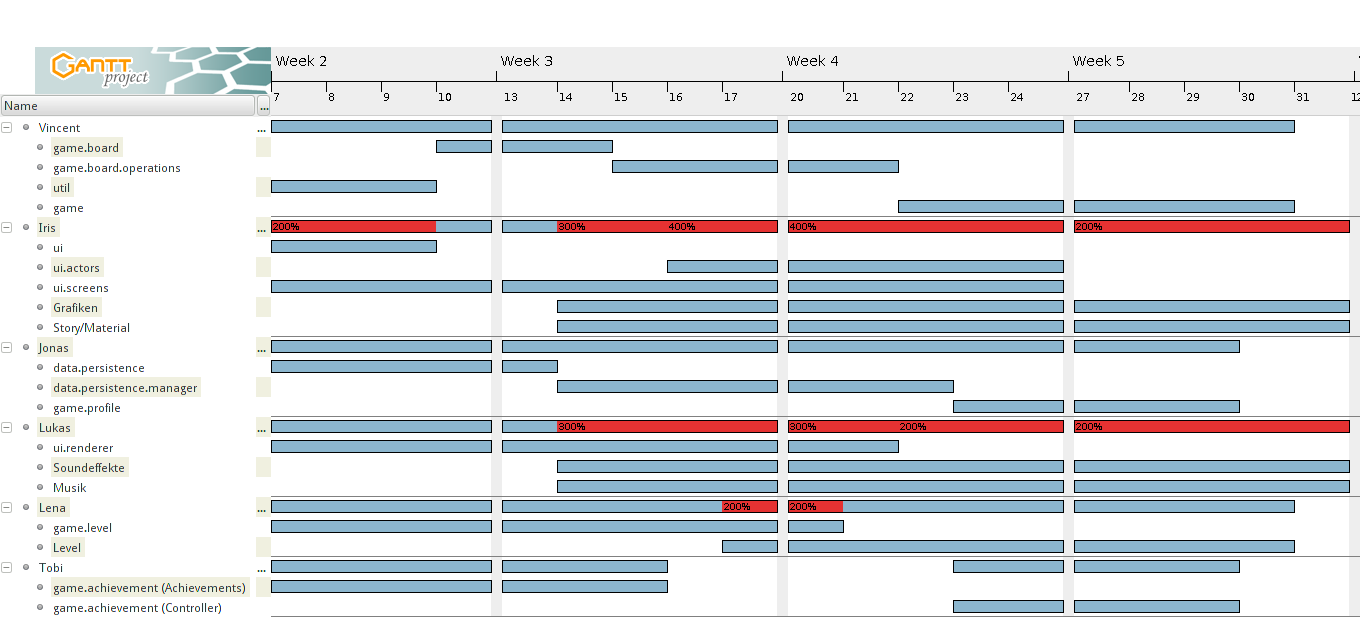 GANTT
project
Week 2 Week 3 Week 4 Week 5
7 8 9 10 13 14 15 16 17 20 21 22 23 24 27 28 29 30 31 12
Name ...
Vincent ...
game.board
game.board.operations
util
game
Iris ... 200% 300% 400% 400% 200%
ui
ui.actors
ui.screens
Grafiken
Story/Material
Jonas ...
data.persistence
data.persistence.manager
game.profile
Lukas ... 300% 300% 200% 200%
ui.renderer
Soundeffekte
Musik
Lena ... 200% 200%
game.level
Level
Tobi ...
game.achievement (Achievements)
game.achievement (Controller)